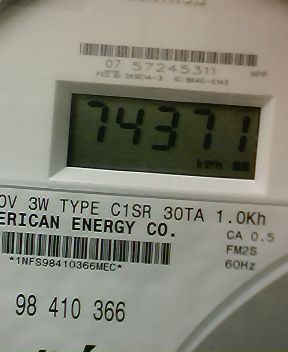 07 57245311
74371
kWh
0V 3W TYPE C1SR 30TA 1.0Kh
ERICAN ENERGY CO.
CA 0.5
FM2S
*1NFS98410366MEC*
60Hz
98 410 366